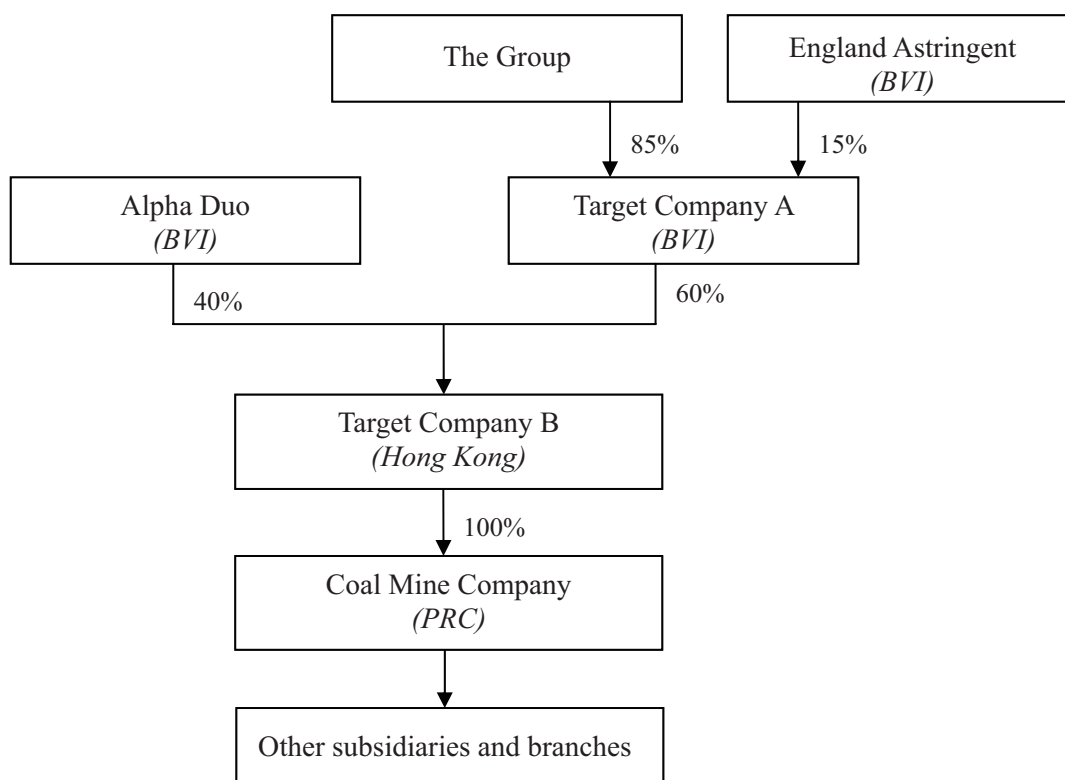 The Group
England Astringent
(BVI)
85%
15%
Alpha Duo
(BVI)
Target Company A
(BVI)
40%
60%
Target Company B
(Hong Kong)
100%
Coal Mine Company
(PRC)
Other subsidiaries and branches